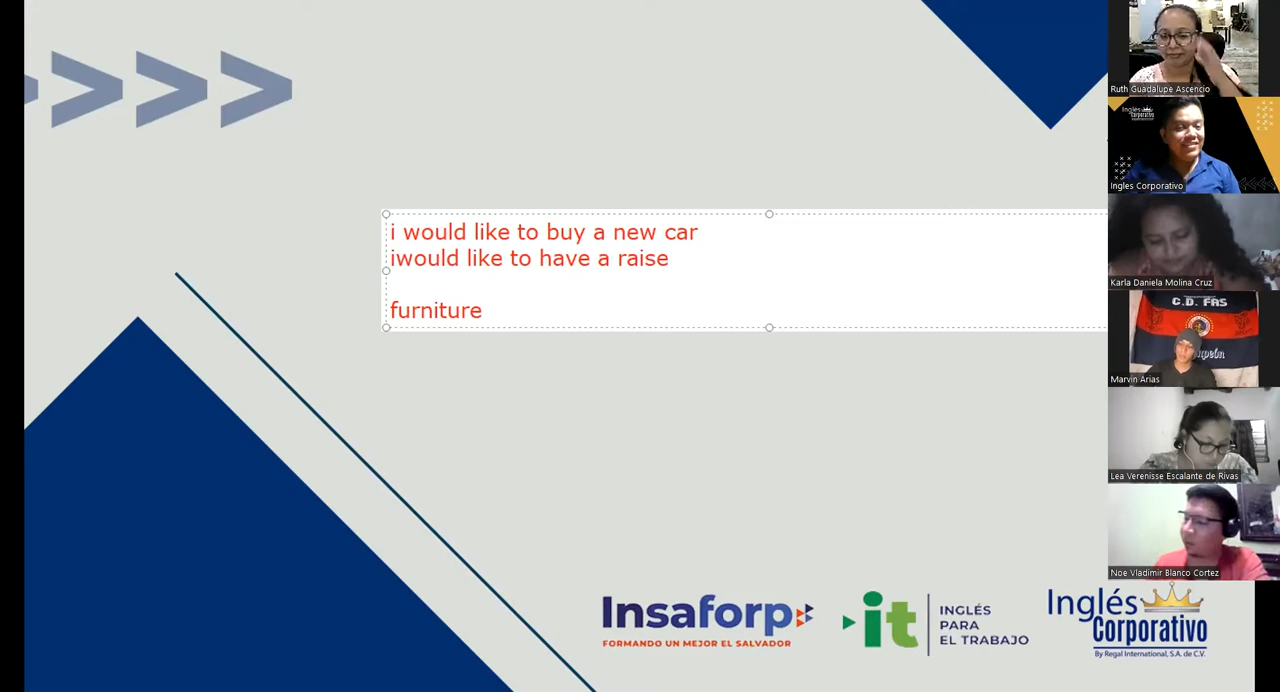 i would like to buy a new car
iwould like to have a raise
furniture
Ruth Guadalupe Ascencio
Inglés
Corporativo
Ingles Corporativo
Karla Daniela Molina Cruz
C.D. FAS
Marvin Arias
Lea Verenisse Escalante de Rivas
Noe Vladimir Blanco Cortez
Insaforp
FORMANDO UN MEJOR EL SALVADOR
it
INGLÉS
PARA
EL TRABAJO
Inglés
Corporativo
By Regal International, S.A. de C.V.